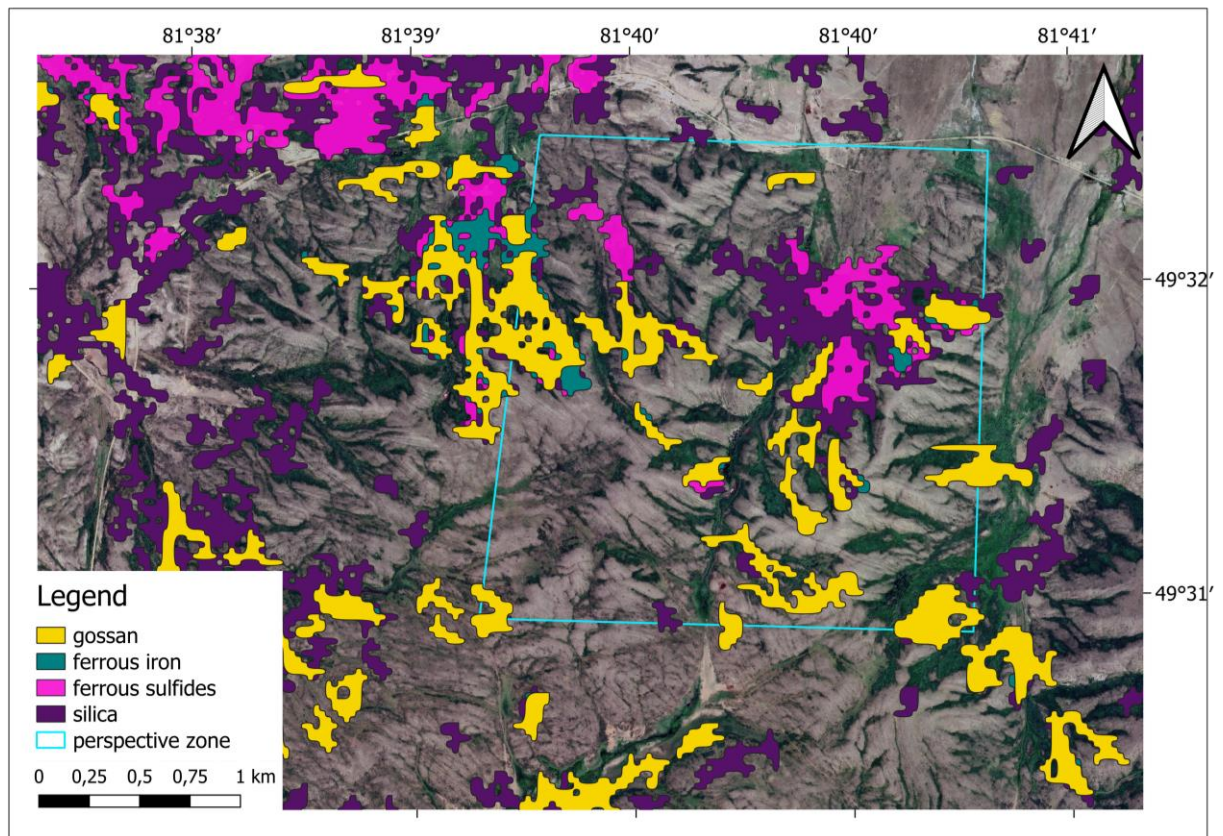 81°38′ 81°39′ 81°40′ 81°40′ 81°41′
49°32′
49°31′
Legend
gossan
ferrous iron
ferrous sulfides
silica
perspective zone
0 0,25 0,5 0,75 1 km